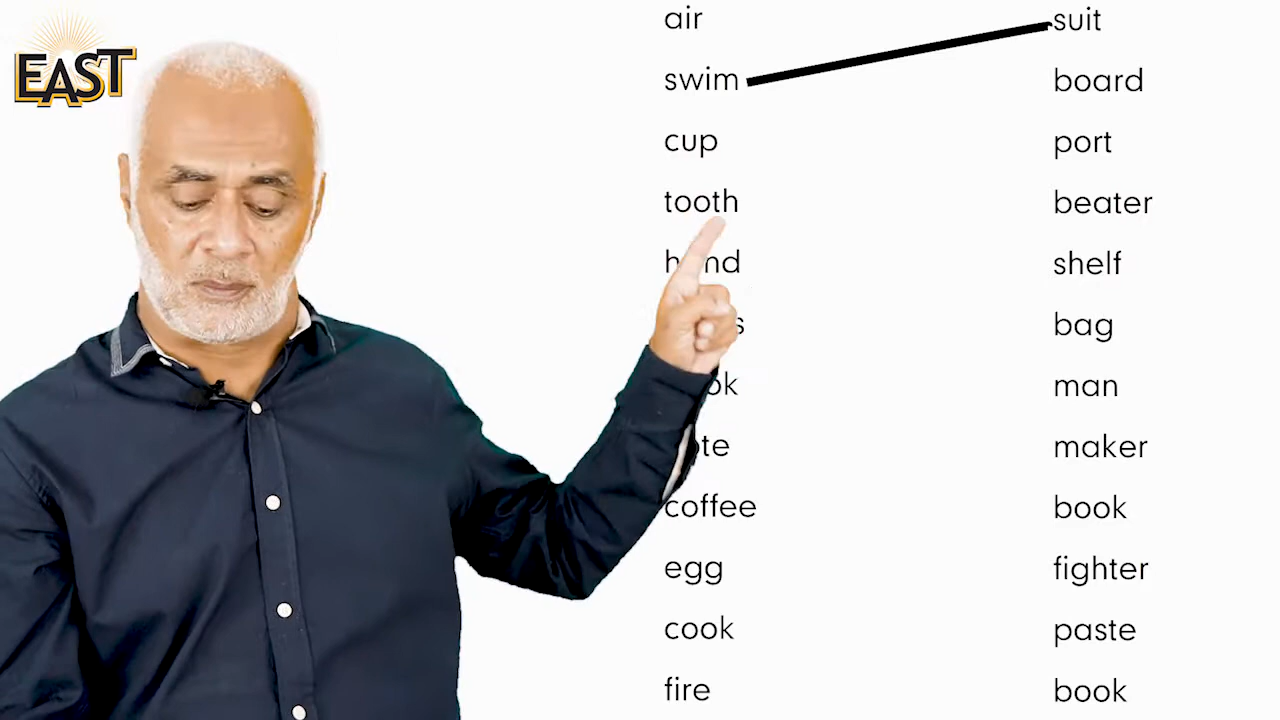 EAST
air suit
swim board
cup port
tooth beater
shelf
bag
man
maker
coffee book
egg fighter
cook paste
fire book